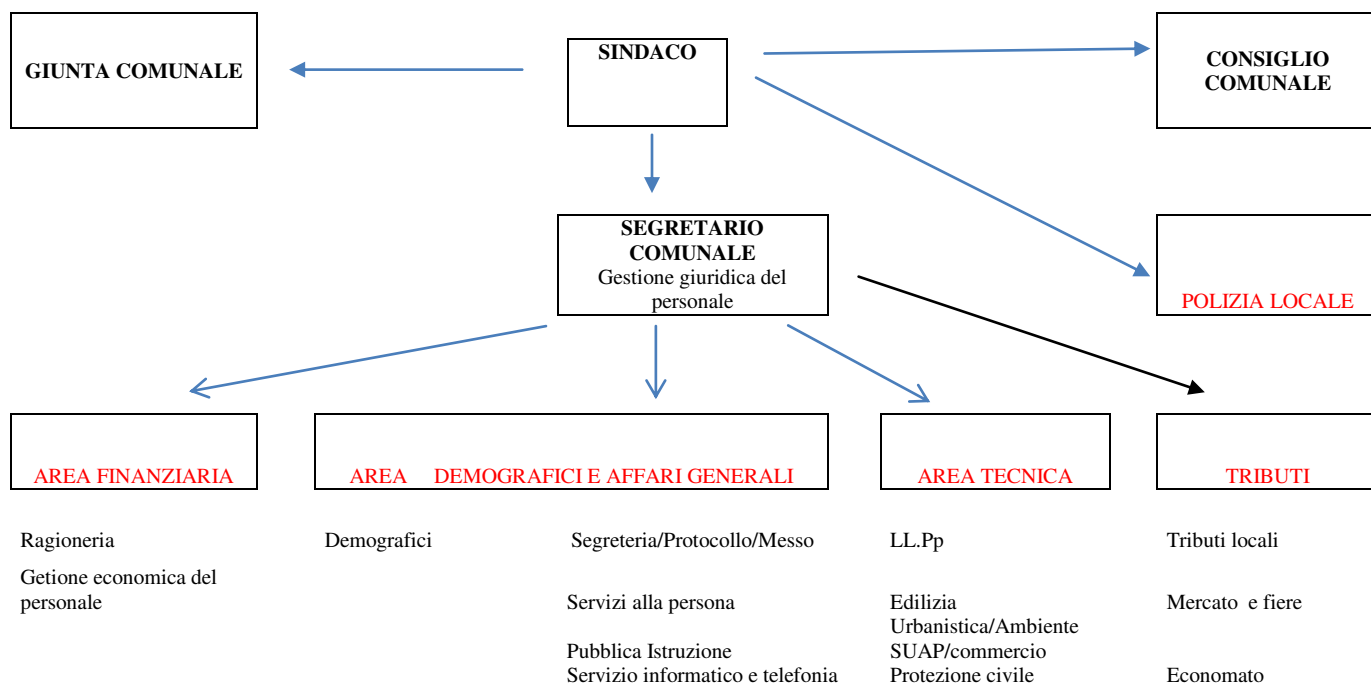 GIUNTA COMUNALE
SINDACO
CONSIGLIO
COMUNALE
SEGRETARIO
COMUNALE
Gestione giuridica del
personale
POLIZIA LOCALE
AREA FINANZIARIA
AREA DEMOGRAFICI E AFFARI GENERALI
AREA TECNICA
TRIBUTI
Ragioneria
Getione economica del
personale
Demografici
Segreteria/Protocollo/Messo
Servizi alla persona
Pubblica Istruzione
Servizio informatico e telefonia
LL.Pp
Edilizia
Urbanistica/Ambiente
SUAP/commercio
Protezione civile
Tributi locali
Mercato e fiere
Economato